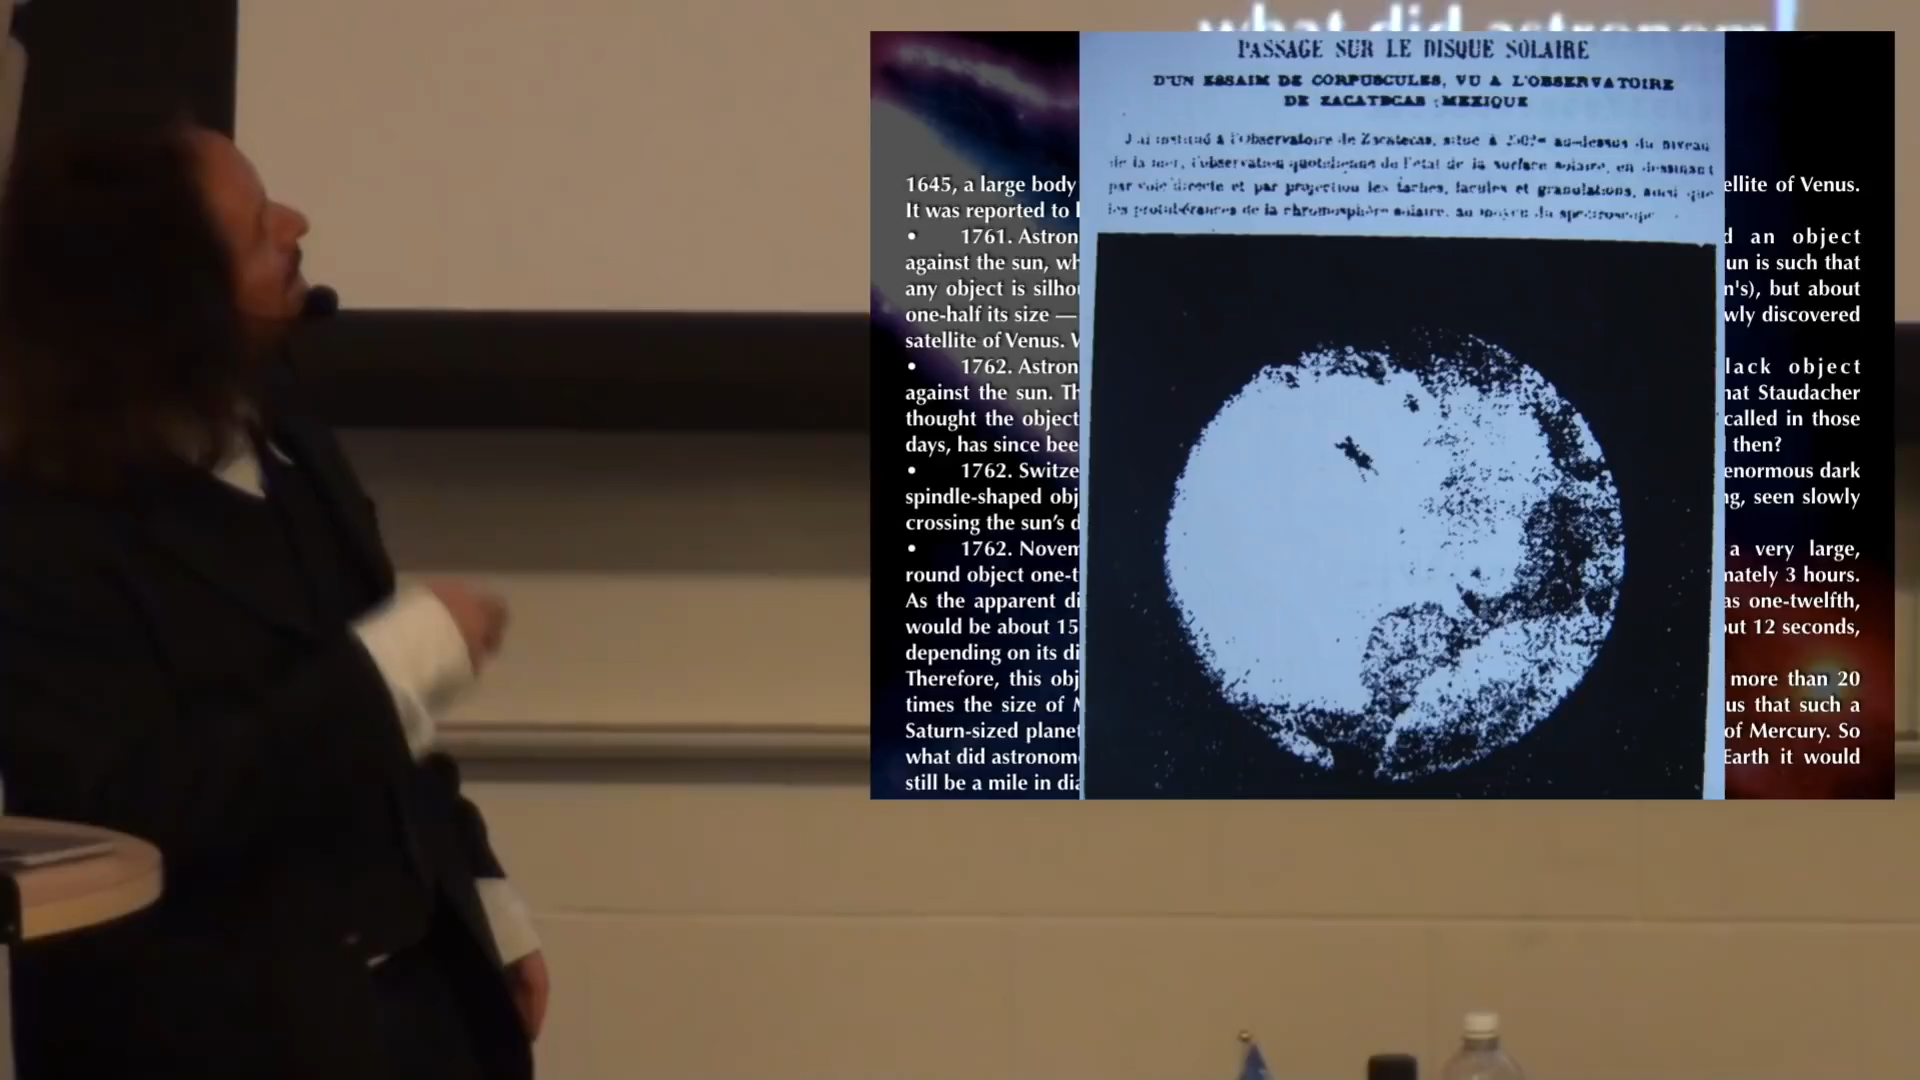 what did astronom
PASSAGE SUR LE DISQUE SOLAIRE
D'UN ESSAIM DE CORPUSCULES, VU A L'OBSERVATOIRE
DE ZACATECAS (MEXIQUE
J'ai institué à l'Observatoire de Zacatecas, situé à 2502m au-dessus du niveau
de la mer, l'observation quotidienne de l'état de la surface solaire, en dessinant
par voie directe et par projection les taches, facules et granulations, ainsi que
les protubérances de la chromosphère solaire, au moyen du spectroscope
1645, a large body ellite of Venus.
It was reported to
• 1761. Astron d an object
against the sun, wh un is such that
any object is silho n's), but about
one-half its size — wly discovered
satellite of Venus.
• 1762. Astron lack object
against the sun. Th hat Staudacher
thought the object called in those
days, has since bee then?
• 1762. Switze enormous dark
spindle-shaped obj ng, seen slowly
crossing the sun's d
• 1762. Novem a very large,
round object one-t mately 3 hours.
As the apparent di as one-twelfth,
would be about 15 out 12 seconds,
depending on its di
Therefore, this obj more than 20
times the size of us that such a
Saturn-sized planet of Mercury. So
what did astronom Earth it would
still be a mile in dia